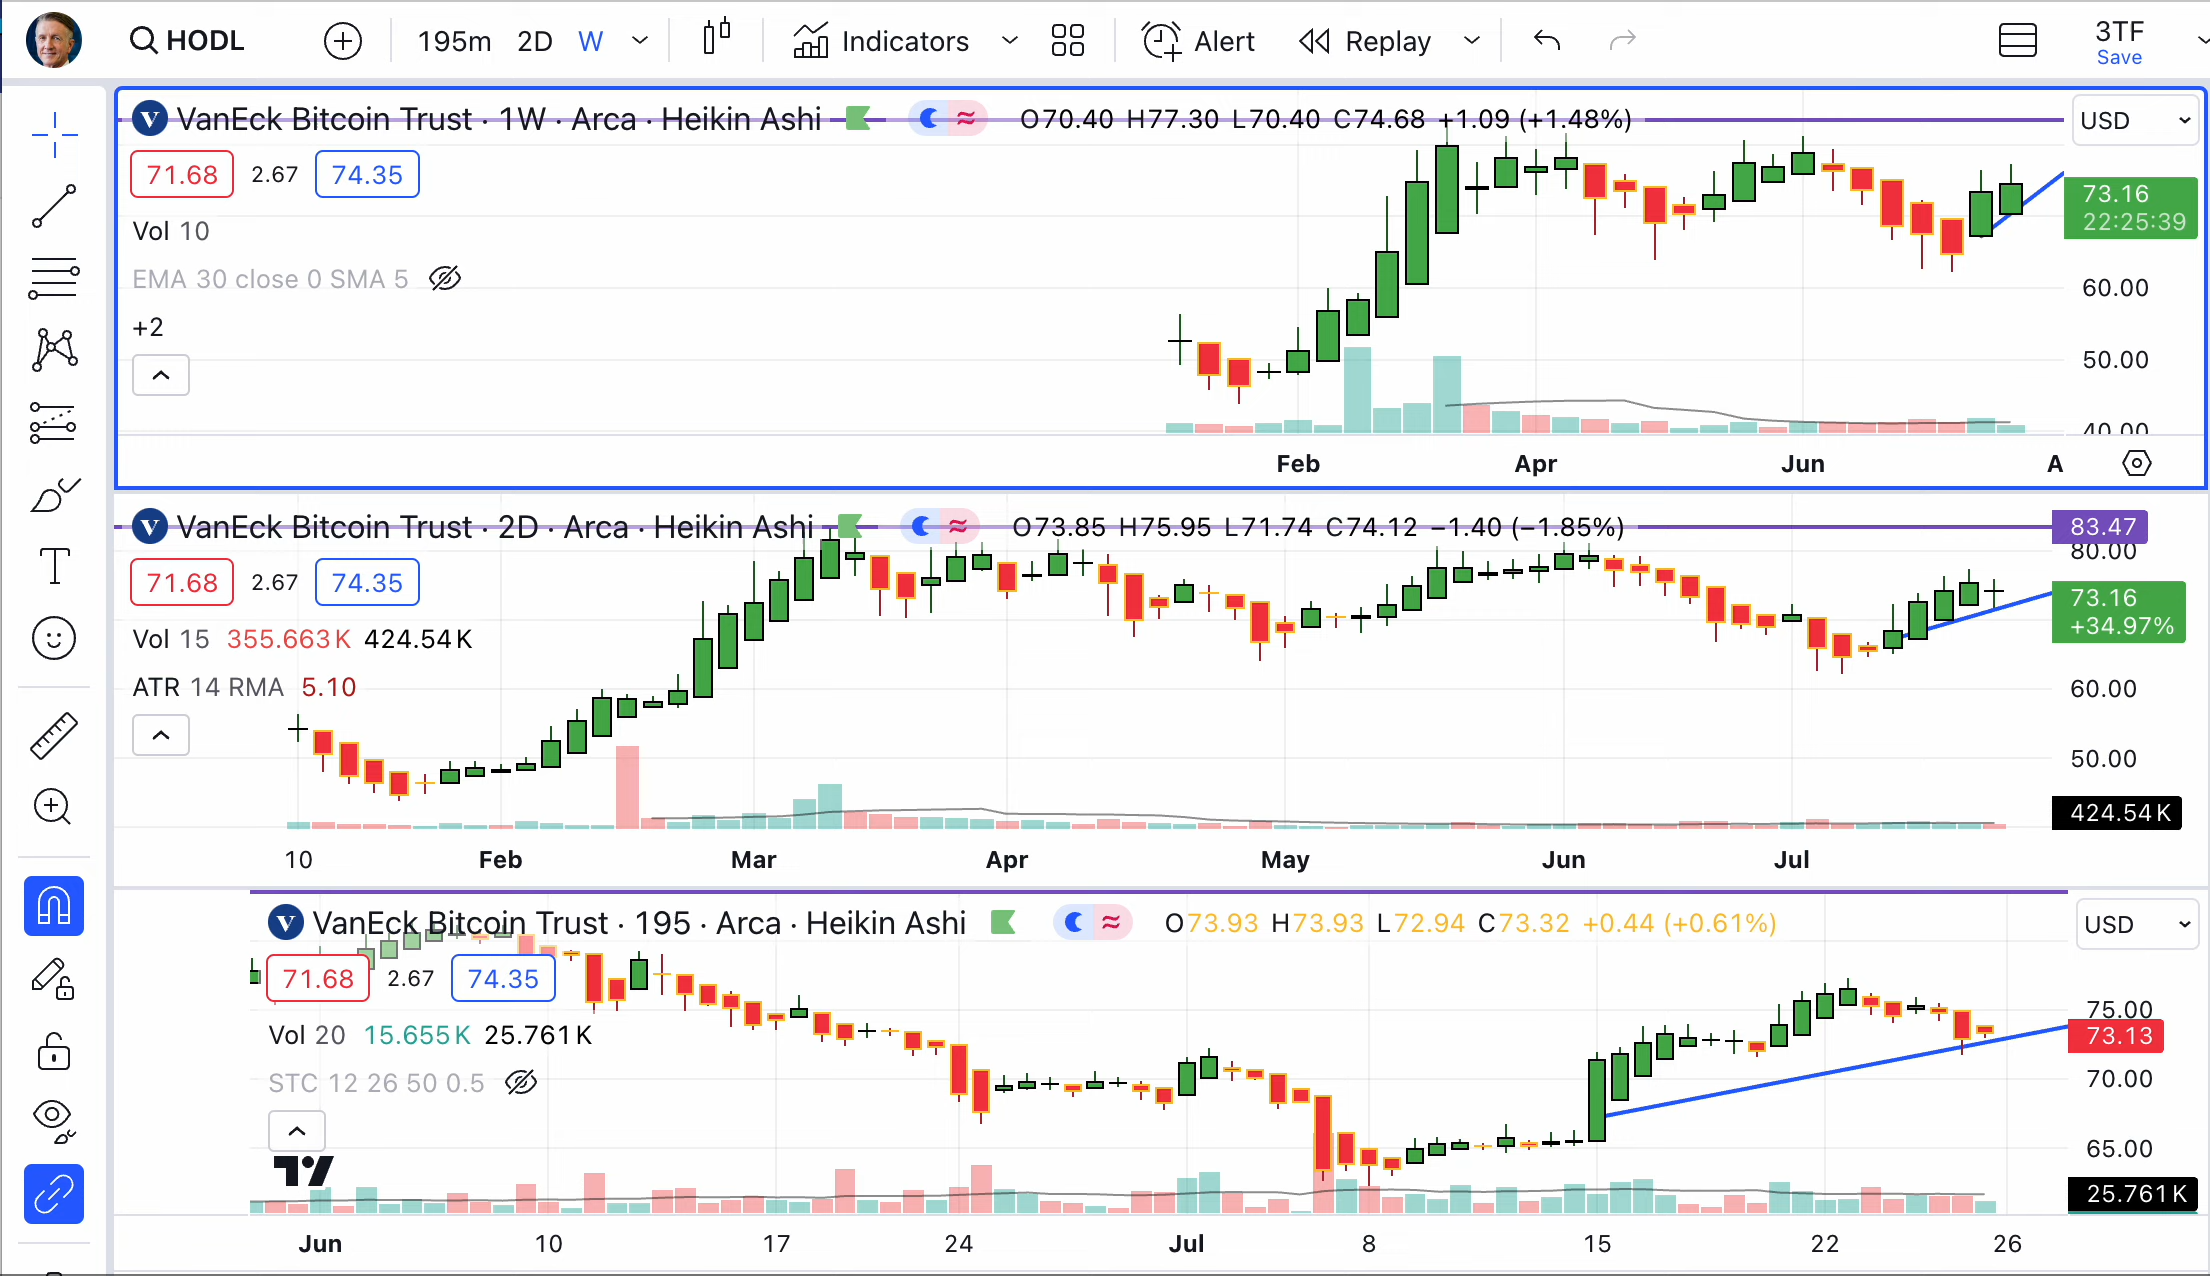 HODL 195m 2D W Indicators Alert Replay 3TF
Save
VanEck Bitcoin Trust · 1W · Arca · Heikin Ashi O70.40 H77.30 L70.40 C74.68 +1.09 (+1.48%) USD
71.68 2.67 74.35
73.16
22:25:39
Vol 10
EMA 30 close 0 SMA 5
60.00
+2
50.00
40.00
Feb Apr Jun A
VanEck Bitcoin Trust · 2D · Arca · Heikin Ashi O73.85 H75.95 L71.74 C74.12 −1.40 (−1.85%) 83.47
80.00
71.68 2.67 74.35
73.16
+34.97%
Vol 15 355.663K 424.54K
ATR 14 RMA 5.10
60.00
50.00
424.54K
10 Feb Mar Apr May Jun Jul
VanEck Bitcoin Trust · 195 · Arca · Heikin Ashi O73.93 H73.93 L72.94 C73.32 +0.44 (+0.61%) USD
71.68 2.67 74.35
75.00
Vol 20 15.655K 25.761K
73.13
STC 12 26 50 0.5
70.00
65.00
25.761K
Jun 10 17 24 Jul 8 15 22 26